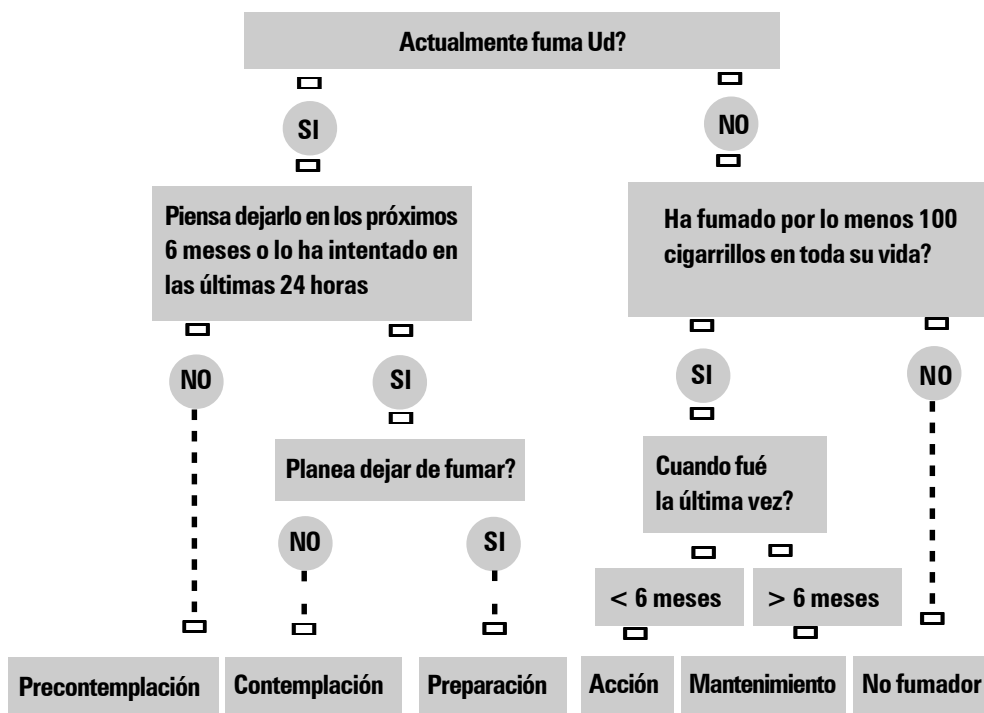 Actualmente fuma Ud?
SI
NO
Piensa dejarlo en los próximos
6 meses o lo ha intentado en
las últimas 24 horas
Ha fumado por lo menos 100
cigarrillos en toda su vida?
NO
SI
SI
NO
Planea dejar de fumar?
Cuando fué
la última vez?
NO
SI
< 6 meses
> 6 meses
Precontemplación
Contemplación
Preparación
Acción
Mantenimiento
No fumador